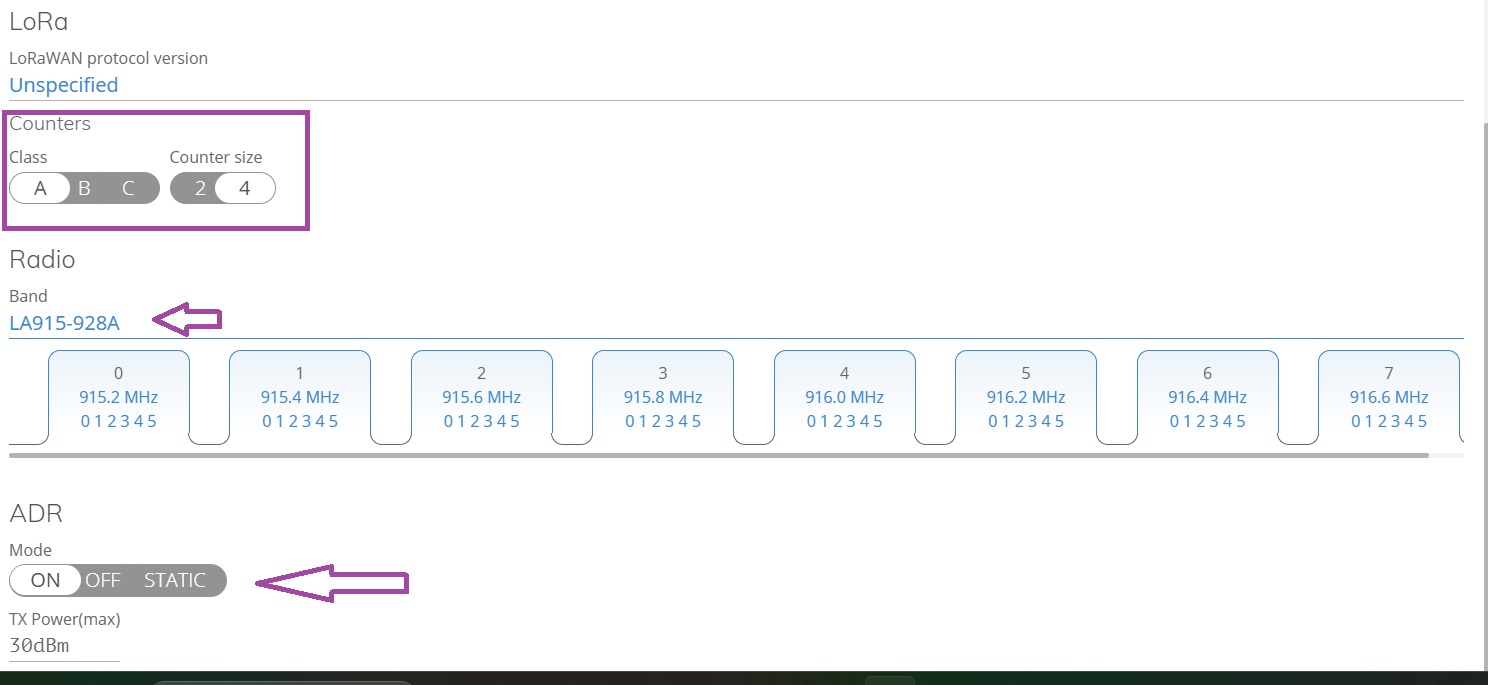 LoRa
LoRaWAN protocol version
Unspecified
Counters
Class Counter size
A B C 2 4
Radio
Band
LA915-928A
0 1 2 3 4 5 6 7
915.2 MHz 915.4 MHz 915.6 MHz 915.8 MHz 916.0 MHz 916.2 MHz 916.4 MHz 916.6 MHz
0 1 2 3 4 5 0 1 2 3 4 5 0 1 2 3 4 5 0 1 2 3 4 5 0 1 2 3 4 5 0 1 2 3 4 5 0 1 2 3 4 5 0 1 2 3 4 5
ADR
Mode
ON OFF STATIC
TX Power(max)
30dBm